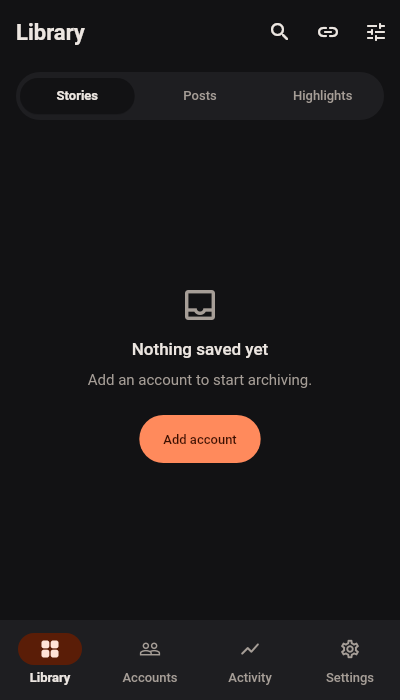 Library
Stories
Posts
Highlights
Nothing saved yet
Add an account to start archiving.
Add account
Library
Accounts
Activity
Settings